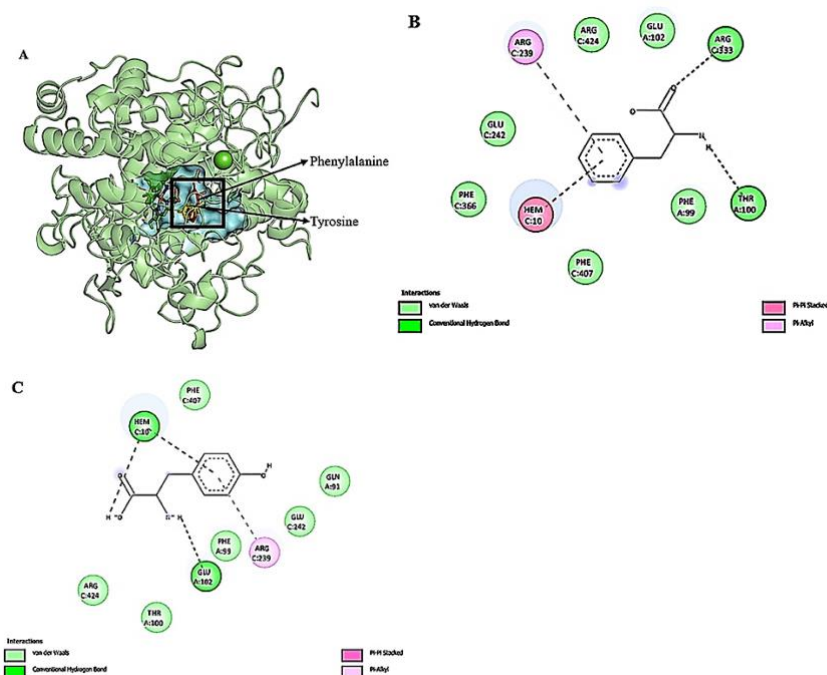 A
Phenylalanine
Tyrosine
B
ARG
C:239
ARG
C:424
GLU
A:102
ARG
C:333
GLU
C:242
PHE
C:366
HEM
C:10
PHE
A:99
THR
A:100
PHE
C:407
O
O
N
H
Interactions
van der Waals
Conventional Hydrogen Bond
Pi-Pi Stacked
Pi-Alkyl
C
PHE
C:407
HEM
C:10
GLN
A:91
GLU
C:242
PHE
A:99
ARG
C:239
GLU
A:102
ARG
C:424
THR
A:100
H
O
H
O
O
N
H
Interactions
van der Waals
Conventional Hydrogen Bond
Pi-Pi Stacked
Pi-Alkyl